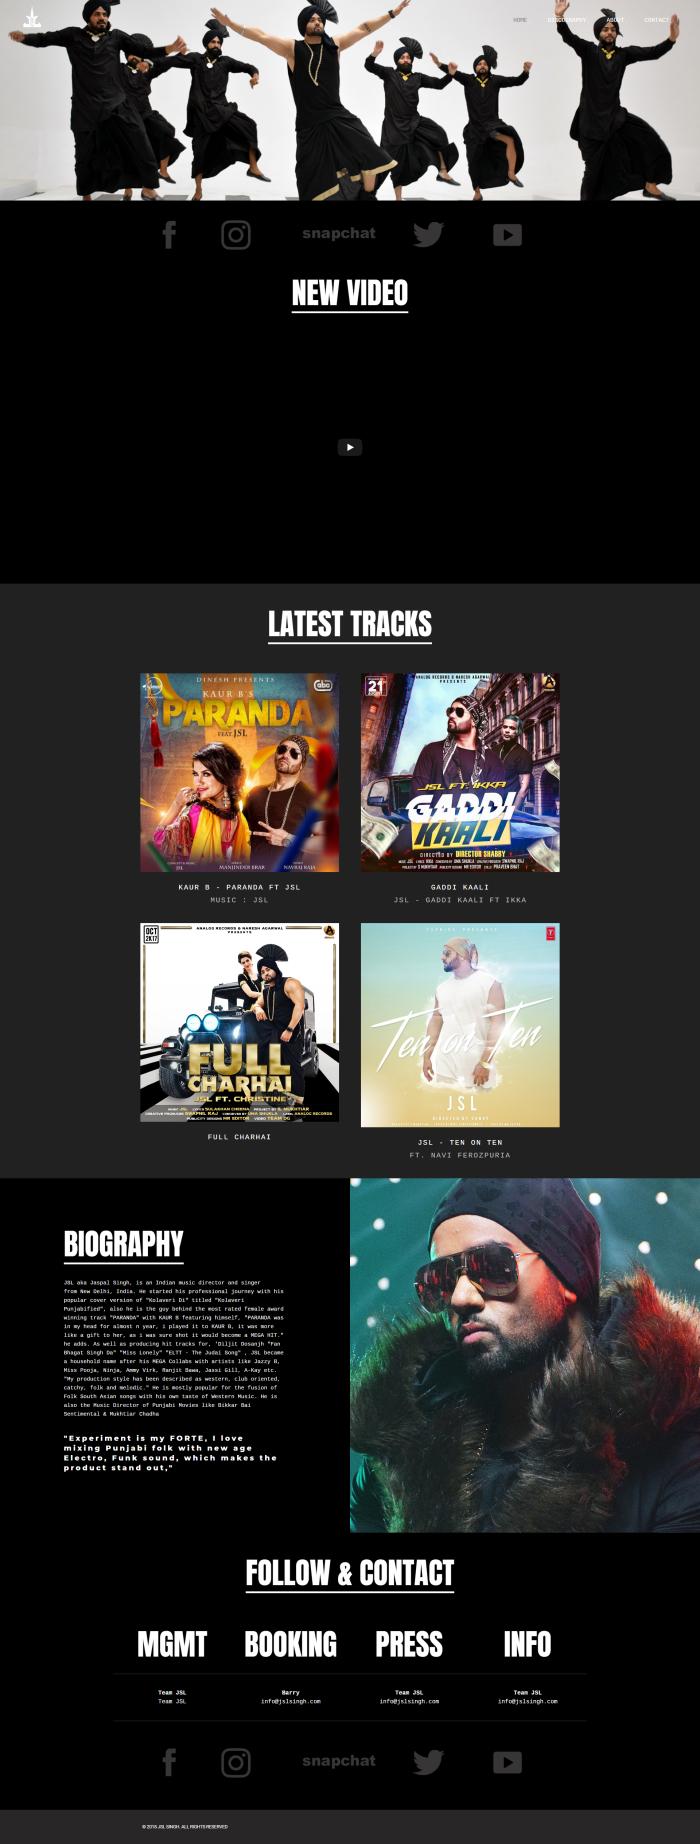 HOME DISCOGRAPHY ABOUT CONTACT
snapchat
NEW VIDEO
LATEST TRACKS
DINESH PRESENTS
KAUR B'S
PARANDA
FEAT JSL
JSL
MANJINDER BRAR
NAVRAJ RAJA
21
ANALOG RECORDS & NARESH AGARWAL
PRESENTS
JSL FT. IKKA
GADDI
KAALI
DIRECTED BY DIRECTOR SHABBY
KAUR B - PARANDA FT JSL
MUSIC : JSL
GADDI KAALI
JSL - GADDI KAALI FT IKKA
OCT
2K17
ANALOG RECORDS & NARESH AGARWAL
PRESENTS
FULL
CHARHAI
JSL FT. CHRISTINE
Ten on Ten
JSL
FULL CHARHAI
JSL - TEN ON TEN
FT. NAVI FEROZPURIA
BIOGRAPHY
JSL aka Jaspal Singh, is an Indian music director and singer
from New Delhi, India. He started his professional journey with his
popular cover version of "Kolaveri Di" titled "Kolaveri
Punjabified", also he is the guy behind the most rated female award
winning track "PARANDA" with KAUR B featuring himself, "PARANDA was
in my head for almost n year, i played it to KAUR B, it was more
like a gift to her, as i was sure shot it would become a MEGA HIT."
he adds. As well as producing hit tracks for, 'Diljit Dosanjh "Fan
Bhagat Singh Da" "Miss Lonely" "ELTT - The Judai Song" , JSL became
a household name after his MEGA Collabs with artists like Jazzy B,
Miss Pooja, Ninja, Ammy Virk, Ranjit Bawa, Jassi Gill, A-Kay etc.
"My production style has been described as western, club oriented,
catchy, folk and melodic." He is mostly popular for the fusion of
Folk South Asian songs with his own taste of Western Music. He is
also the Music Director of Punjabi Movies like Bikkar Bai
Sentimental & Mukhtiar Chadha
"Experiment is my FORTE, I love
mixing Punjabi folk with new age
Electro, Funk sound, which makes the
product stand out,"
FOLLOW & CONTACT
MGMT BOOKING PRESS INFO
Team JSL Barry Team JSL Team JSL
Team JSL info@jslsingh.com info@jslsingh.com info@jslsingh.com
snapchat
© 2018 JSL SINGH. ALL RIGHTS RESERVED